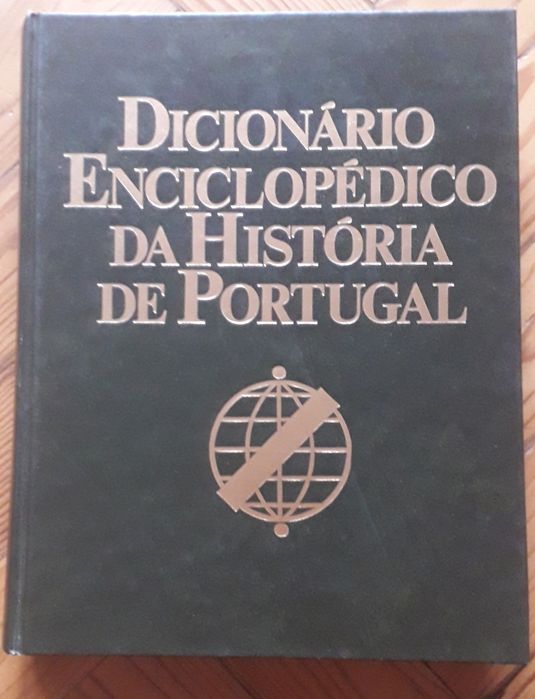 DICIONÁRIO
ENCICLOPÉDICO
DA HISTÓRIA
DE PORTUGAL